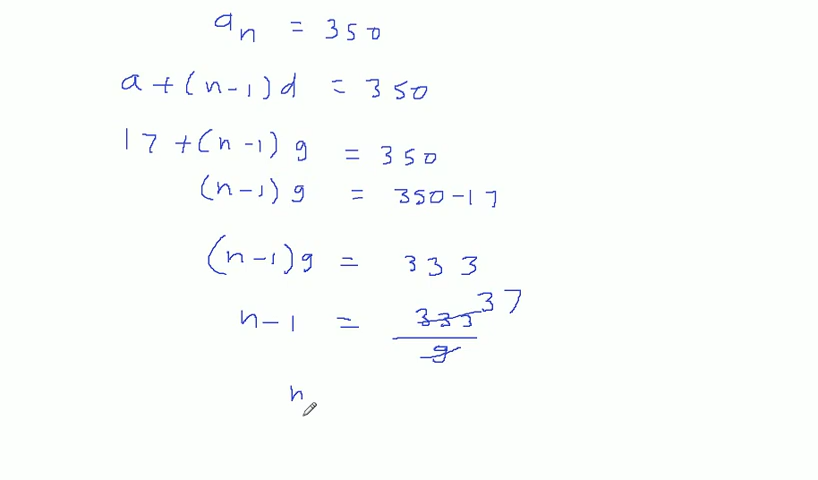 aₙ = 350
a + (n - 1) d = 350
17 + (n - 1) 9 = 350
(n - 1) 9 = 350 - 17
(n - 1) 9 = 333
n - 1 = 333/9 37
n